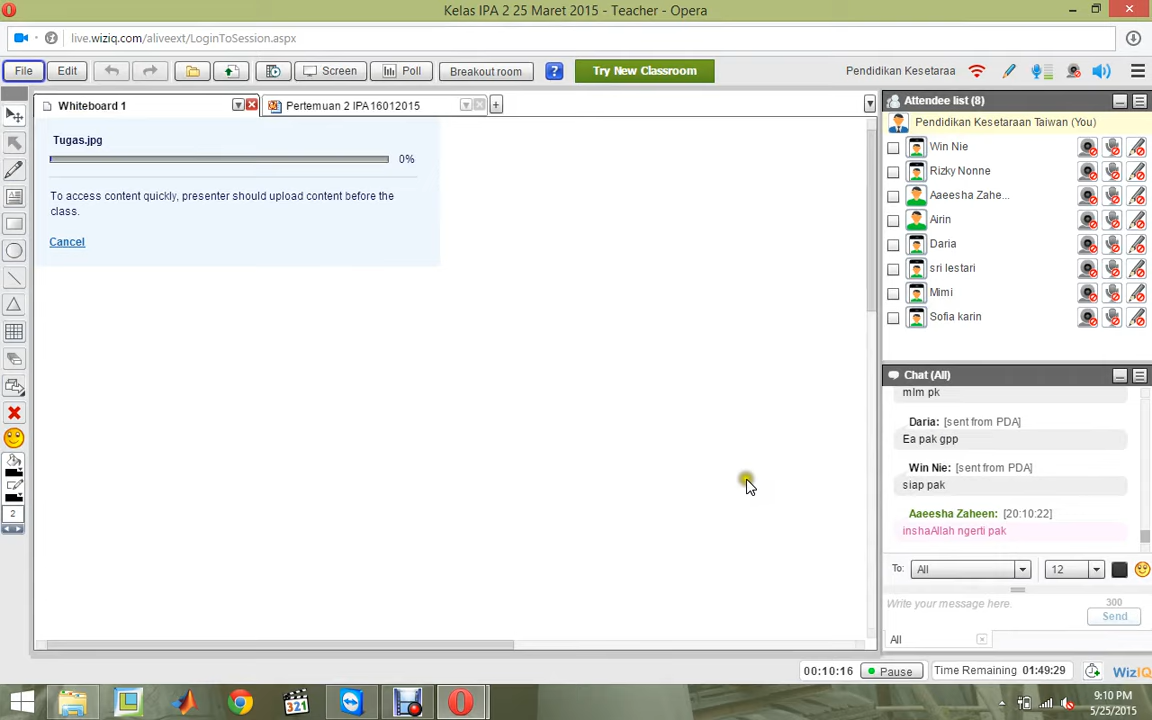 Kelas IPA 2 25 Maret 2015 - Teacher - Opera
live.wiziq.com/aliveext/LoginToSession.aspx
File
Edit
Screen
Poll
Breakout room
?
Try New Classroom
Pendidikan Kesetaraa
Whiteboard 1
Pertemuan 2 IPA16012015
Tugas.jpg
0%
To access content quickly, presenter should upload content before the
class.
Cancel
2
Attendee list (8)
Pendidikan Kesetaraan Taiwan (You)
Win Nie
Rizky Nonne
Aaeesha Zahe...
Airin
Daria
sri lestari
Mimi
Sofia karin
Chat (All)
mlm pk
Daria: [sent from PDA]
Ea pak gpp
Win Nie: [sent from PDA]
siap pak
Aaeesha Zaheen: [20:10:22]
inshaAllah ngerti pak
To:
All
12
Write your message here.
300
Send
All
00:10:16
Pause
Time Remaining 01:49:29
WizIQ
321
9:10 PM
5/25/2015